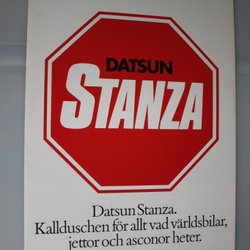 DATSUN
STANZA
Datsun Stanza.
Kallduschen för allt vad världsbilar,
jettor och asconor heter.